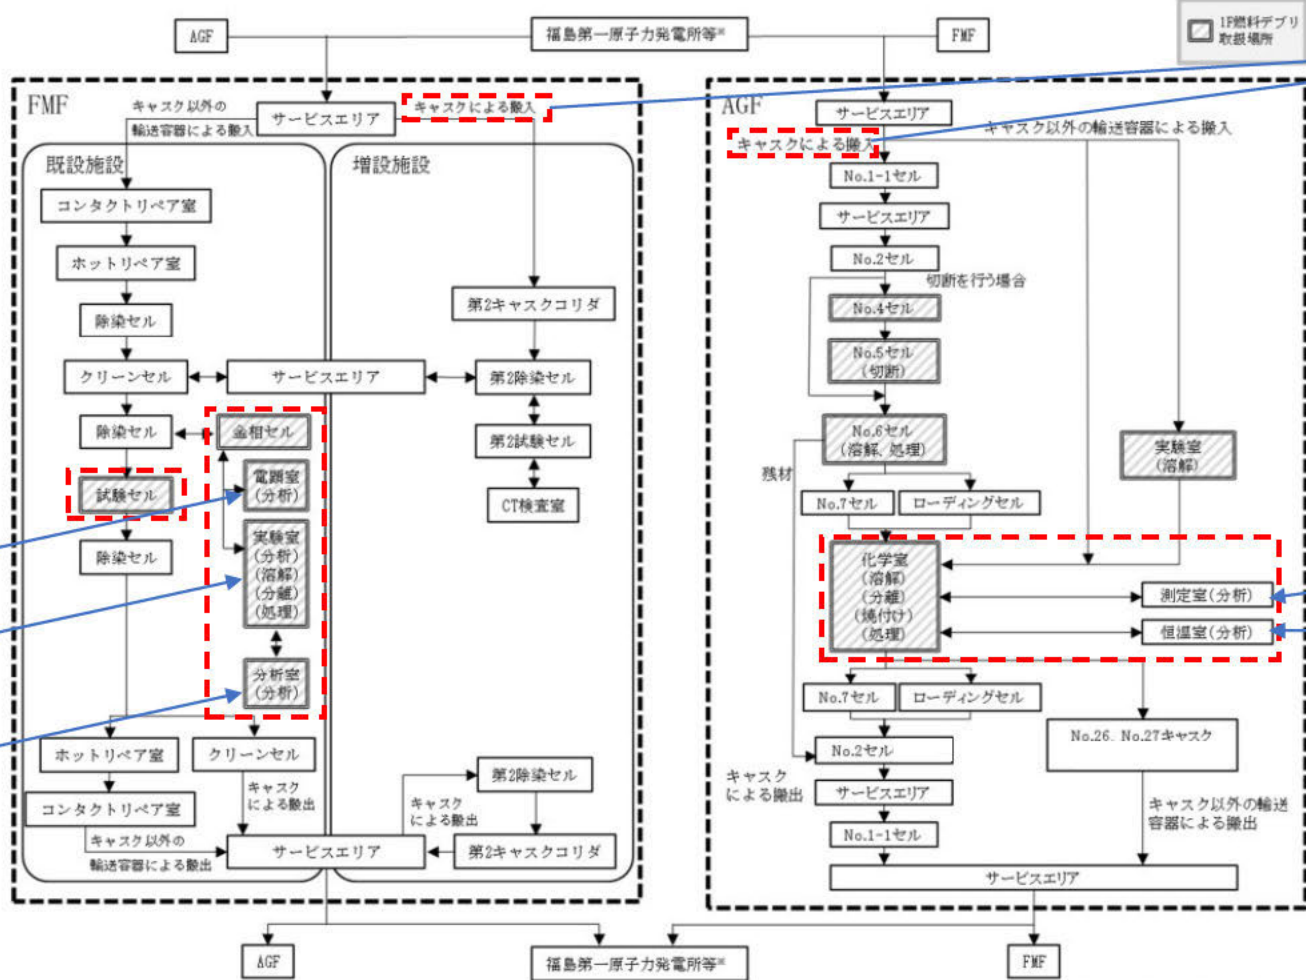 AGF
福島第一原子力発電所等※
FMF
1F燃料デブリ
取扱場所
FMF
キャスク以外の
輸送容器による搬入
サービスエリア
キャスクによる搬入
既設施設
増設施設
コンタクトリペア室
ホットリペア室
除染セル
クリーンセル
サービスエリア
除染セル
金相セル
試験セル
電顕室
(分析)
除染セル
実験室
(分析)
(溶解)
(分離)
(処理)
分析室
(分析)
第2キャスクコリダ
第2除染セル
第2試験セル
CT検査室
ホットリペア室
クリーンセル
コンタクトリペア室
キャスク
による搬出
キャスク以外の
輸送容器による搬出
サービスエリア
キャスク
による搬出
第2除染セル
第2キャスクコリダ
AGF
サービスエリア
キャスクによる搬入
キャスク以外の輸送容器による搬入
No.1-1セル
サービスエリア
No.2セル
切断を行う場合
No.4セル
No.5セル
(切断)
No.6セル
(溶解、処理)
残材
実験室
(溶解)
No.7セル
ローディングセル
化学室
(溶解)
(分離)
(焼付け)
(処理)
測定室(分析)
恒温室(分析)
No.7セル
ローディングセル
No.2セル
No.26、No.27キャスク
キャスク
による搬出
サービスエリア
No.1-1セル
キャスク以外の輸送
容器による搬出
サービスエリア
AGF
福島第一原子力発電所等※
FMF